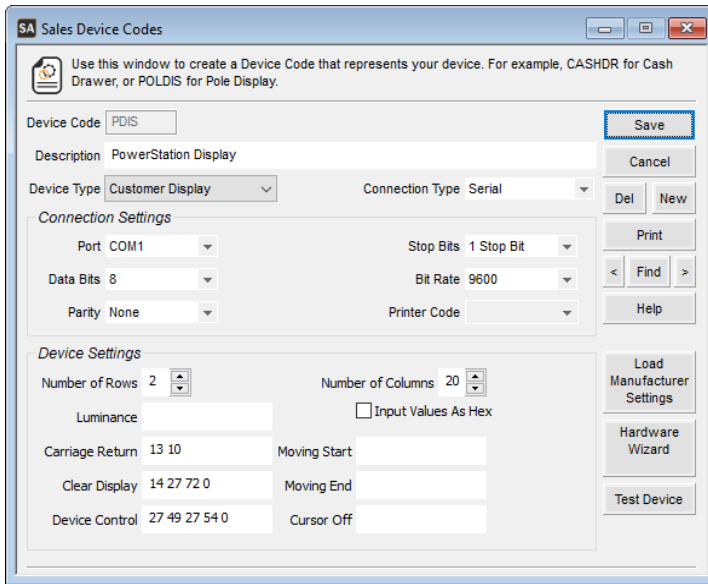 SA Sales Device Codes
Use this window to create a Device Code that represents your device. For example, CASHDR for Cash
Drawer, or POLDIS for Pole Display.
Device Code PDIS
Save
Description PowerStation Display
Cancel
Device Type Customer Display
Connection Type Serial
Del New
Connection Settings
Port COM1
Stop Bits 1 Stop Bit
Print
Data Bits 8
Bit Rate 9600
< Find >
Parity None
Printer Code
Help
Device Settings
Number of Rows 2
Number of Columns 20
Load
Manufacturer
Settings
Luminance
Input Values As Hex
Carriage Return 13 10
Moving Start
Hardware
Wizard
Clear Display 14 27 72 0
Moving End
Test Device
Device Control 27 49 27 54 0
Cursor Off